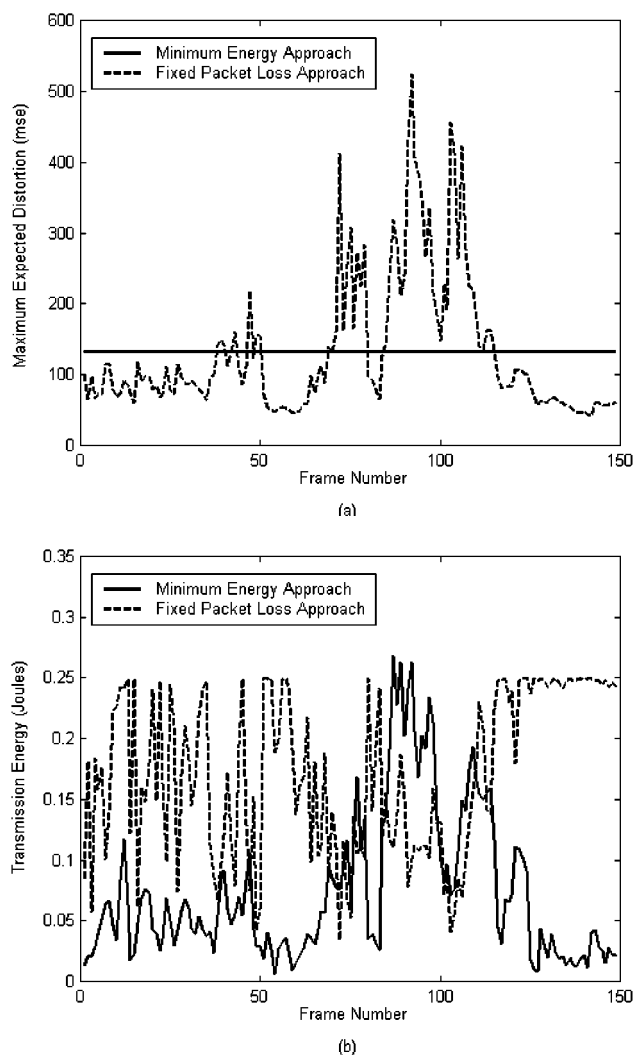 600
500
400
300
200
100
0
0
50
100
150
Maximum Expected Distortion (mse)
Minimum Energy Approach
Fixed Packet Loss Approach
Frame Number
(a)
0.35
0.3
0.25
0.2
0.15
0.1
0.05
0
0
50
100
150
Transmission Energy (Joules)
Minimum Energy Approach
Fixed Packet Loss Approach
Frame Number
(b)